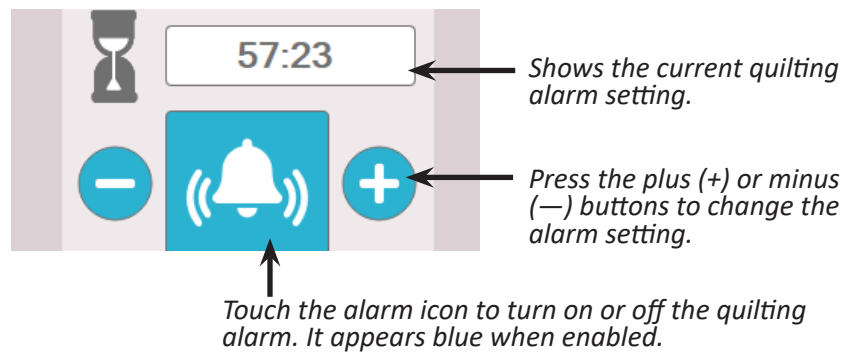 57:23
Shows the current quilting
alarm setting.
Press the plus (+) or minus
(—) buttons to change the
alarm setting.
Touch the alarm icon to turn on or off the quilting
alarm. It appears blue when enabled.